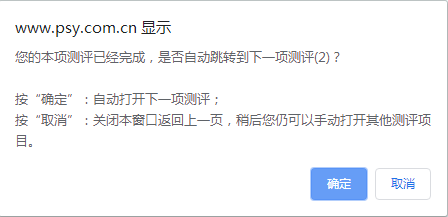 www.psy.com.cn 显示
您的本项测评已经完成，是否自动跳转到下一项测评(2)？
按“确定”：自动打开下一项测评；
按“取消”：关闭本窗口返回上一页，稍后您仍可以手动打开其他测评项
目。
确定
取消